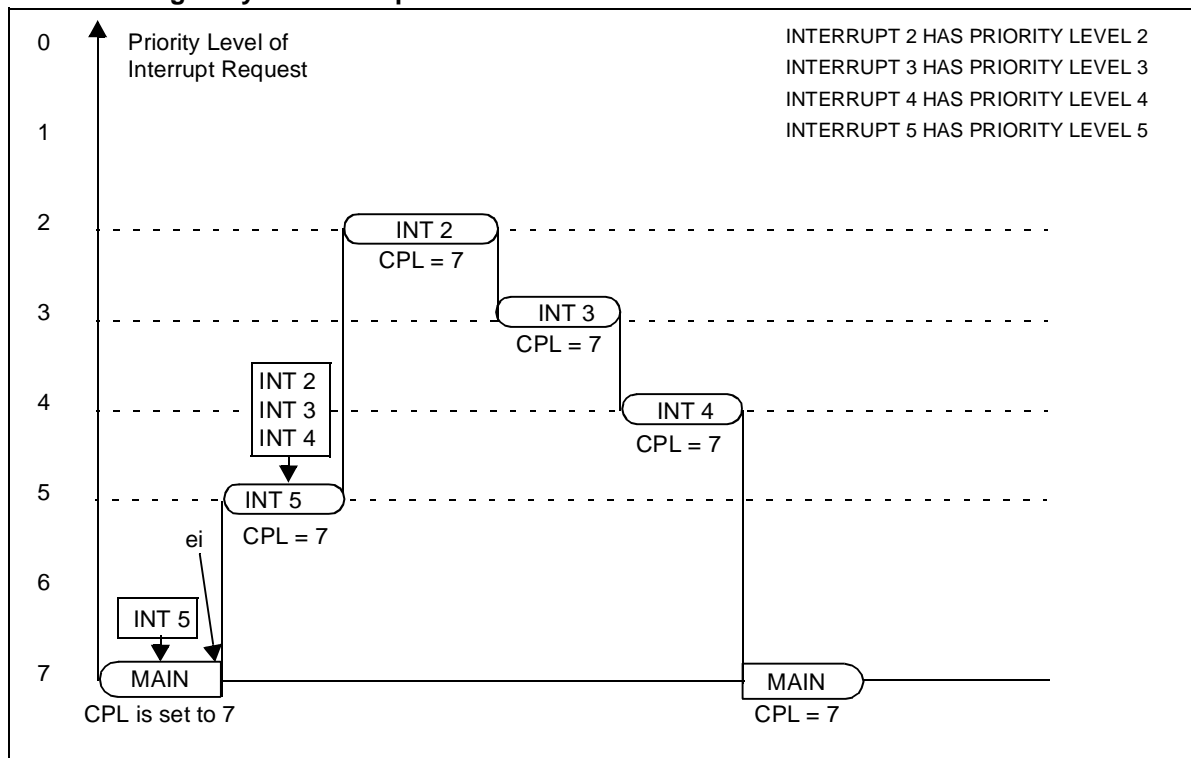 0
Priority Level of
Interrupt Request
INTERRUPT 2 HAS PRIORITY LEVEL 2
INTERRUPT 3 HAS PRIORITY LEVEL 3
INTERRUPT 4 HAS PRIORITY LEVEL 4
INTERRUPT 5 HAS PRIORITY LEVEL 5
1
2
INT 2
CPL = 7
3
INT 3
CPL = 7
INT 2
INT 3
INT 4
4
INT 4
CPL = 7
5
INT 5
CPL = 7
ei
6
INT 5
7
MAIN
CPL is set to 7
MAIN
CPL = 7